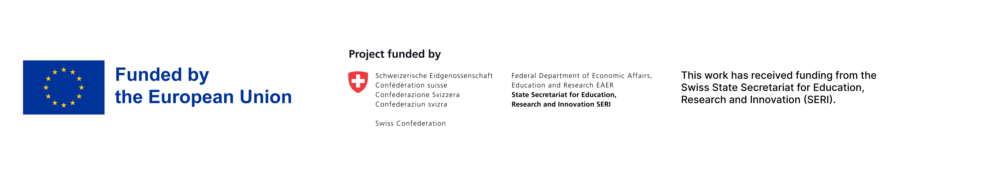 Funded by
the European Union
Project funded by
Schweizerische Eidgenossenschaft
Confédération suisse
Confederazione Svizzera
Confederaziun svizra
Swiss Confederation
Federal Department of Economic Affairs,
Education and Research EAER
State Secretariat for Education,
Research and Innovation SERI
This work has received funding from the
Swiss State Secretariat for Education,
Research and Innovation (SERI).